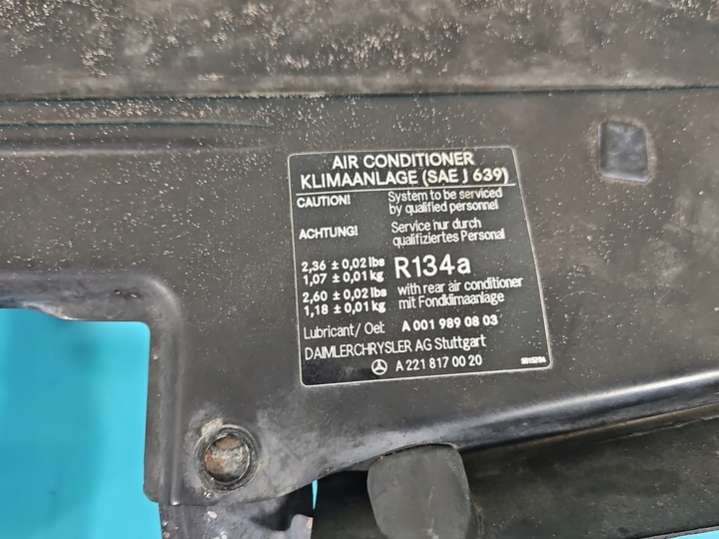 AIR CONDITIONER
KLIMAANLAGE (SAE J 639)
CAUTION! System to be serviced
by qualified personnel
ACHTUNG! Service nur durch
qualifiziertes Personal
2,36 ± 0,02 lbs
1,07 ± 0,01 kg R134a
2,60 ± 0,02 lbs with rear air conditioner
1,18 ± 0,01 kg mit Fondklimaanlage
Lubricant/ Oel: A 001 989 08 03
DAIMLERCHRYSLER AG Stuttgart
A 221 817 00 20